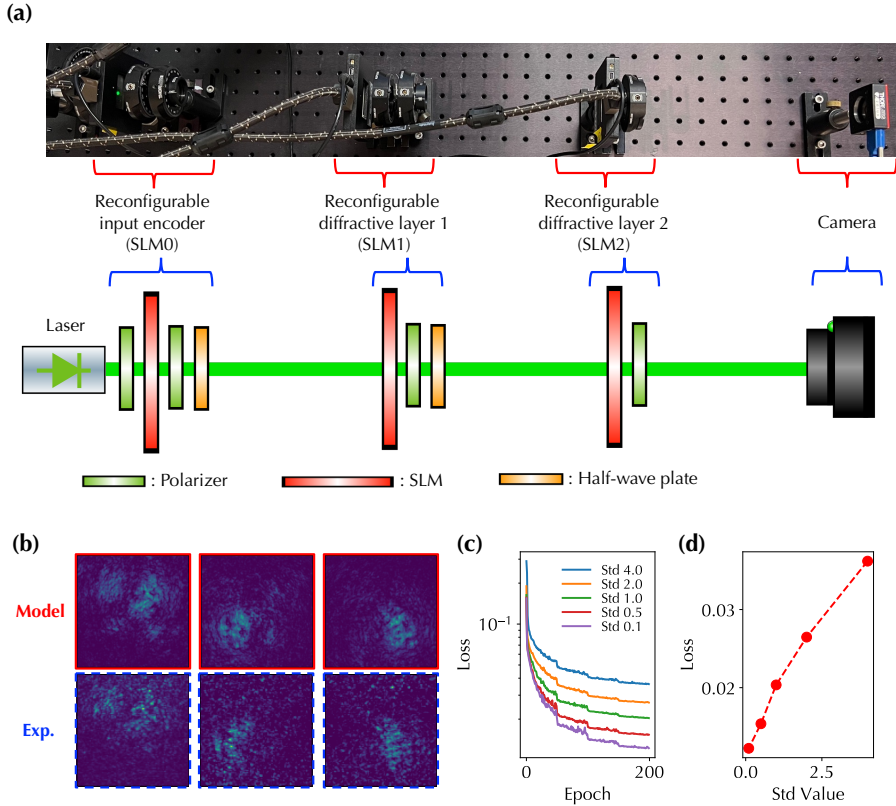 (a)
Reconfigurable
input encoder
(SLM0)
Reconfigurable
diffractive layer 1
(SLM1)
Reconfigurable
diffractive layer 2
(SLM2)
Camera
Laser
: Polarizer
: SLM
: Half-wave plate
(b)
Model
Exp.
(c)
Loss
10⁻¹
Std 4.0
Std 2.0
Std 1.0
Std 0.5
Std 0.1
0
200
Epoch
(d)
Loss
0.03
0.02
0.0
2.5
Std Value